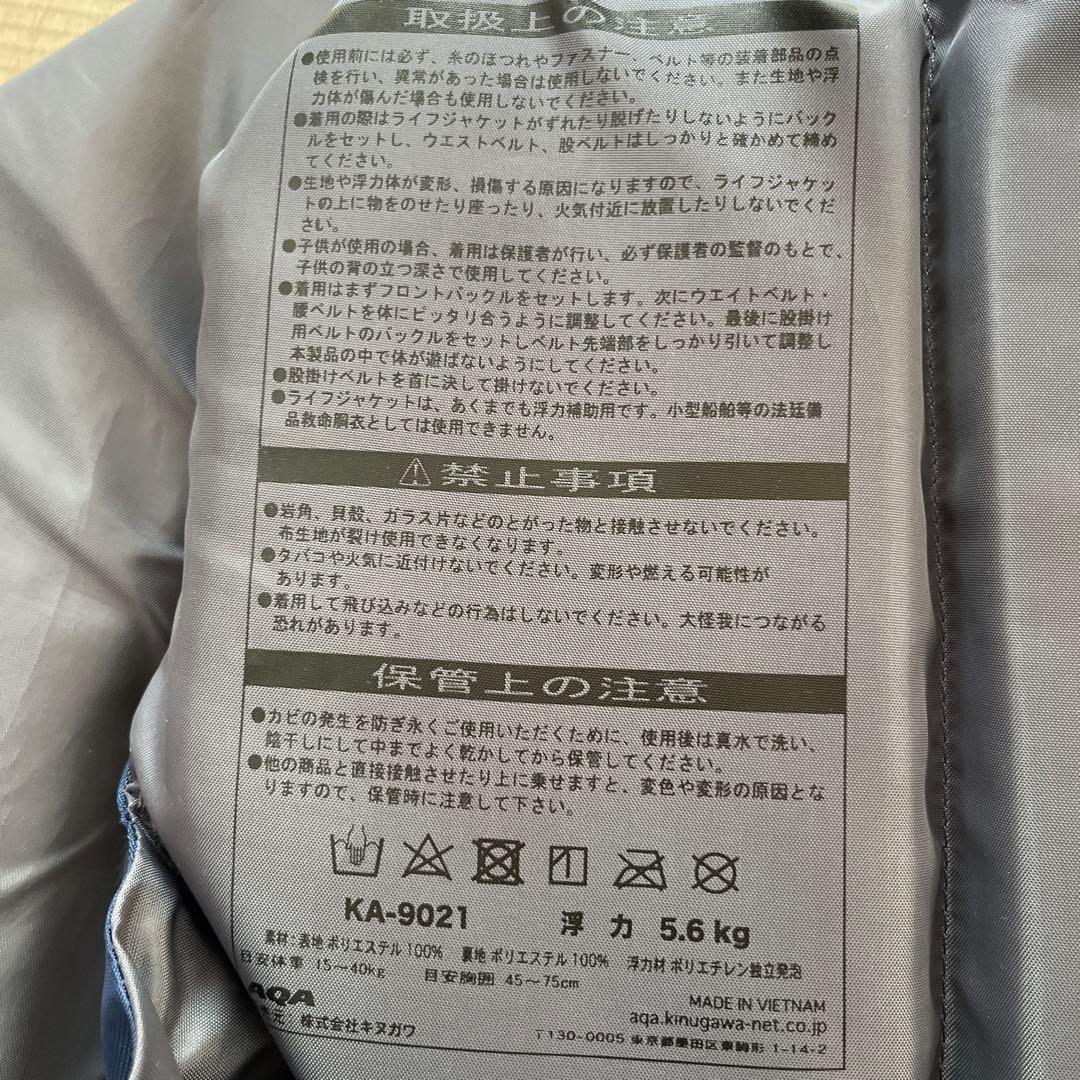 取扱上の注意
●使用前には必ず、糸のほつれやファスナー、ベルト等の装着部品の点
検を行い、異常があった場合は使用しないでください。また生地や浮
力体が傷んだ場合も使用しないでください。
●着用の際はライフジャケットがずれたり脱げたりしないようにバック
ルをセットし、ウエストベルト、股ベルトはしっかりと確かめて締め
てください。
●生地や浮力体が変形、損傷する原因になりますので、ライフジャケッ
トの上に物をのせたり座ったり、火気付近に放置したりしないでくだ
さい。
●子供が使用の場合、着用は保護者が行い、必ず保護者の監督のもとで、
子供の背の立つ深さで使用してください。
●着用はまずフロントバックルをセットします。次にウエイトベルト・
腰ベルトを体にピッタリ合うように調整してください。最後に股掛け
用ベルトのバックルをセットしベルト先端部をしっかり引いて調整し
本製品の中で体が遊ばないようにしてください。
●股掛けベルトを首に決して掛けないでください。
●ライフジャケットは、あくまでも浮力補助用です。小型船舶等の法廷備
品救命胴衣としては使用できません。
⚠禁止事項
●岩角、貝殻、ガラス片などのとがった物と接触させないでください。
布生地が裂け使用できなくなります。
●タバコや火気に近付けないでください。変形や燃える可能性が
あります。
●着用して飛び込みなどの行為はしないでください。大怪我につながる
恐れがあります。
保管上の注意
●カビの発生を防ぎ永くご使用いただくために、使用後は真水で洗い、
陰干しにして中までよく乾かしてから保管してください。
●他の商品と直接接触させたり上に乗せますと、変色や変形の原因とな
りますので、保管時に注意して下さい。
KA-9021 浮力 5.6kg
素材:表地 ポリエステル100% 裏地 ポリエステル100% 浮力材 ポリエチレン独立発泡
目安体重 15～40kg 目安胸囲 45～75cm
AQA MADE IN VIETNAM
株式会社キヌガワ aqa.kinugawa-net.co.jp
〒130-0005 東京都墨田区東駒形 1-14-2